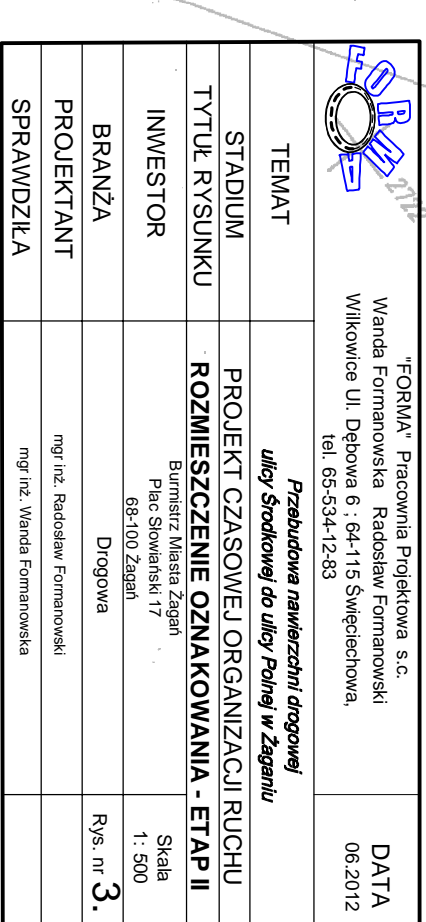 FORMA
2722
"FORMA" Pracownia Projektowa s.c.
Wanda Formanowska Radosław Formanowski
Wilkowice Ul. Dębowa 6 ; 64-115 Święciechowa,
tel. 65-534-12-83
DATA
06.2012
TEMAT
Przebudowa nawierzchni drogowej
ulicy Środkowej do ulicy Polnej w Żaganiu
STADIUM
PROJEKT CZASOWEJ ORGANIZACJI RUCHU
TYTUŁ RYSUNKU
ROZMIESZCZENIE OZNAKOWANIA - ETAP II
INWESTOR
Burmistrz Miasta Żagań
Plac Słowiański 17
68-100 Żagań
Skala
1: 500
BRANŻA
Drogowa
Rys. nr 3.
PROJEKTANT
mgr inż. Radosław Formanowski
SPRAWDZIŁA
mgr inż. Wanda Formanowska